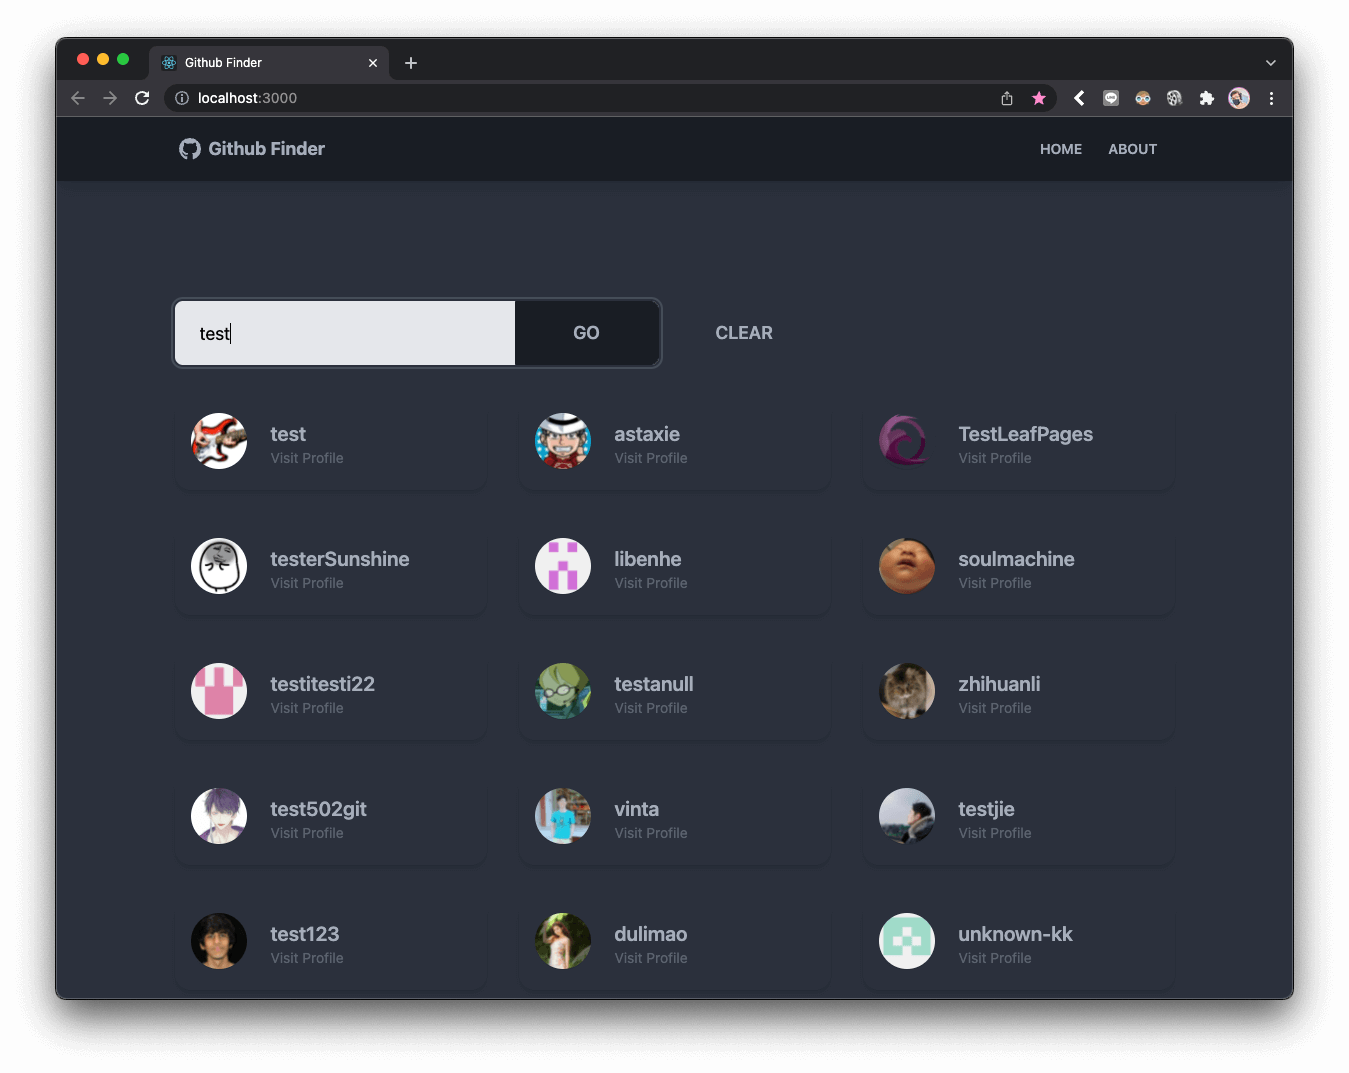 Github Finder
localhost:3000
Github Finder
HOME ABOUT
test GO CLEAR
test astaxie TestLeafPages
Visit Profile Visit Profile Visit Profile
testerSunshine libenhe soulmachine
Visit Profile Visit Profile Visit Profile
testitesti22 testanull zhihuanli
Visit Profile Visit Profile Visit Profile
test502git vinta testjie
Visit Profile Visit Profile Visit Profile
test123 dulimao unknown-kk
Visit Profile Visit Profile Visit Profile